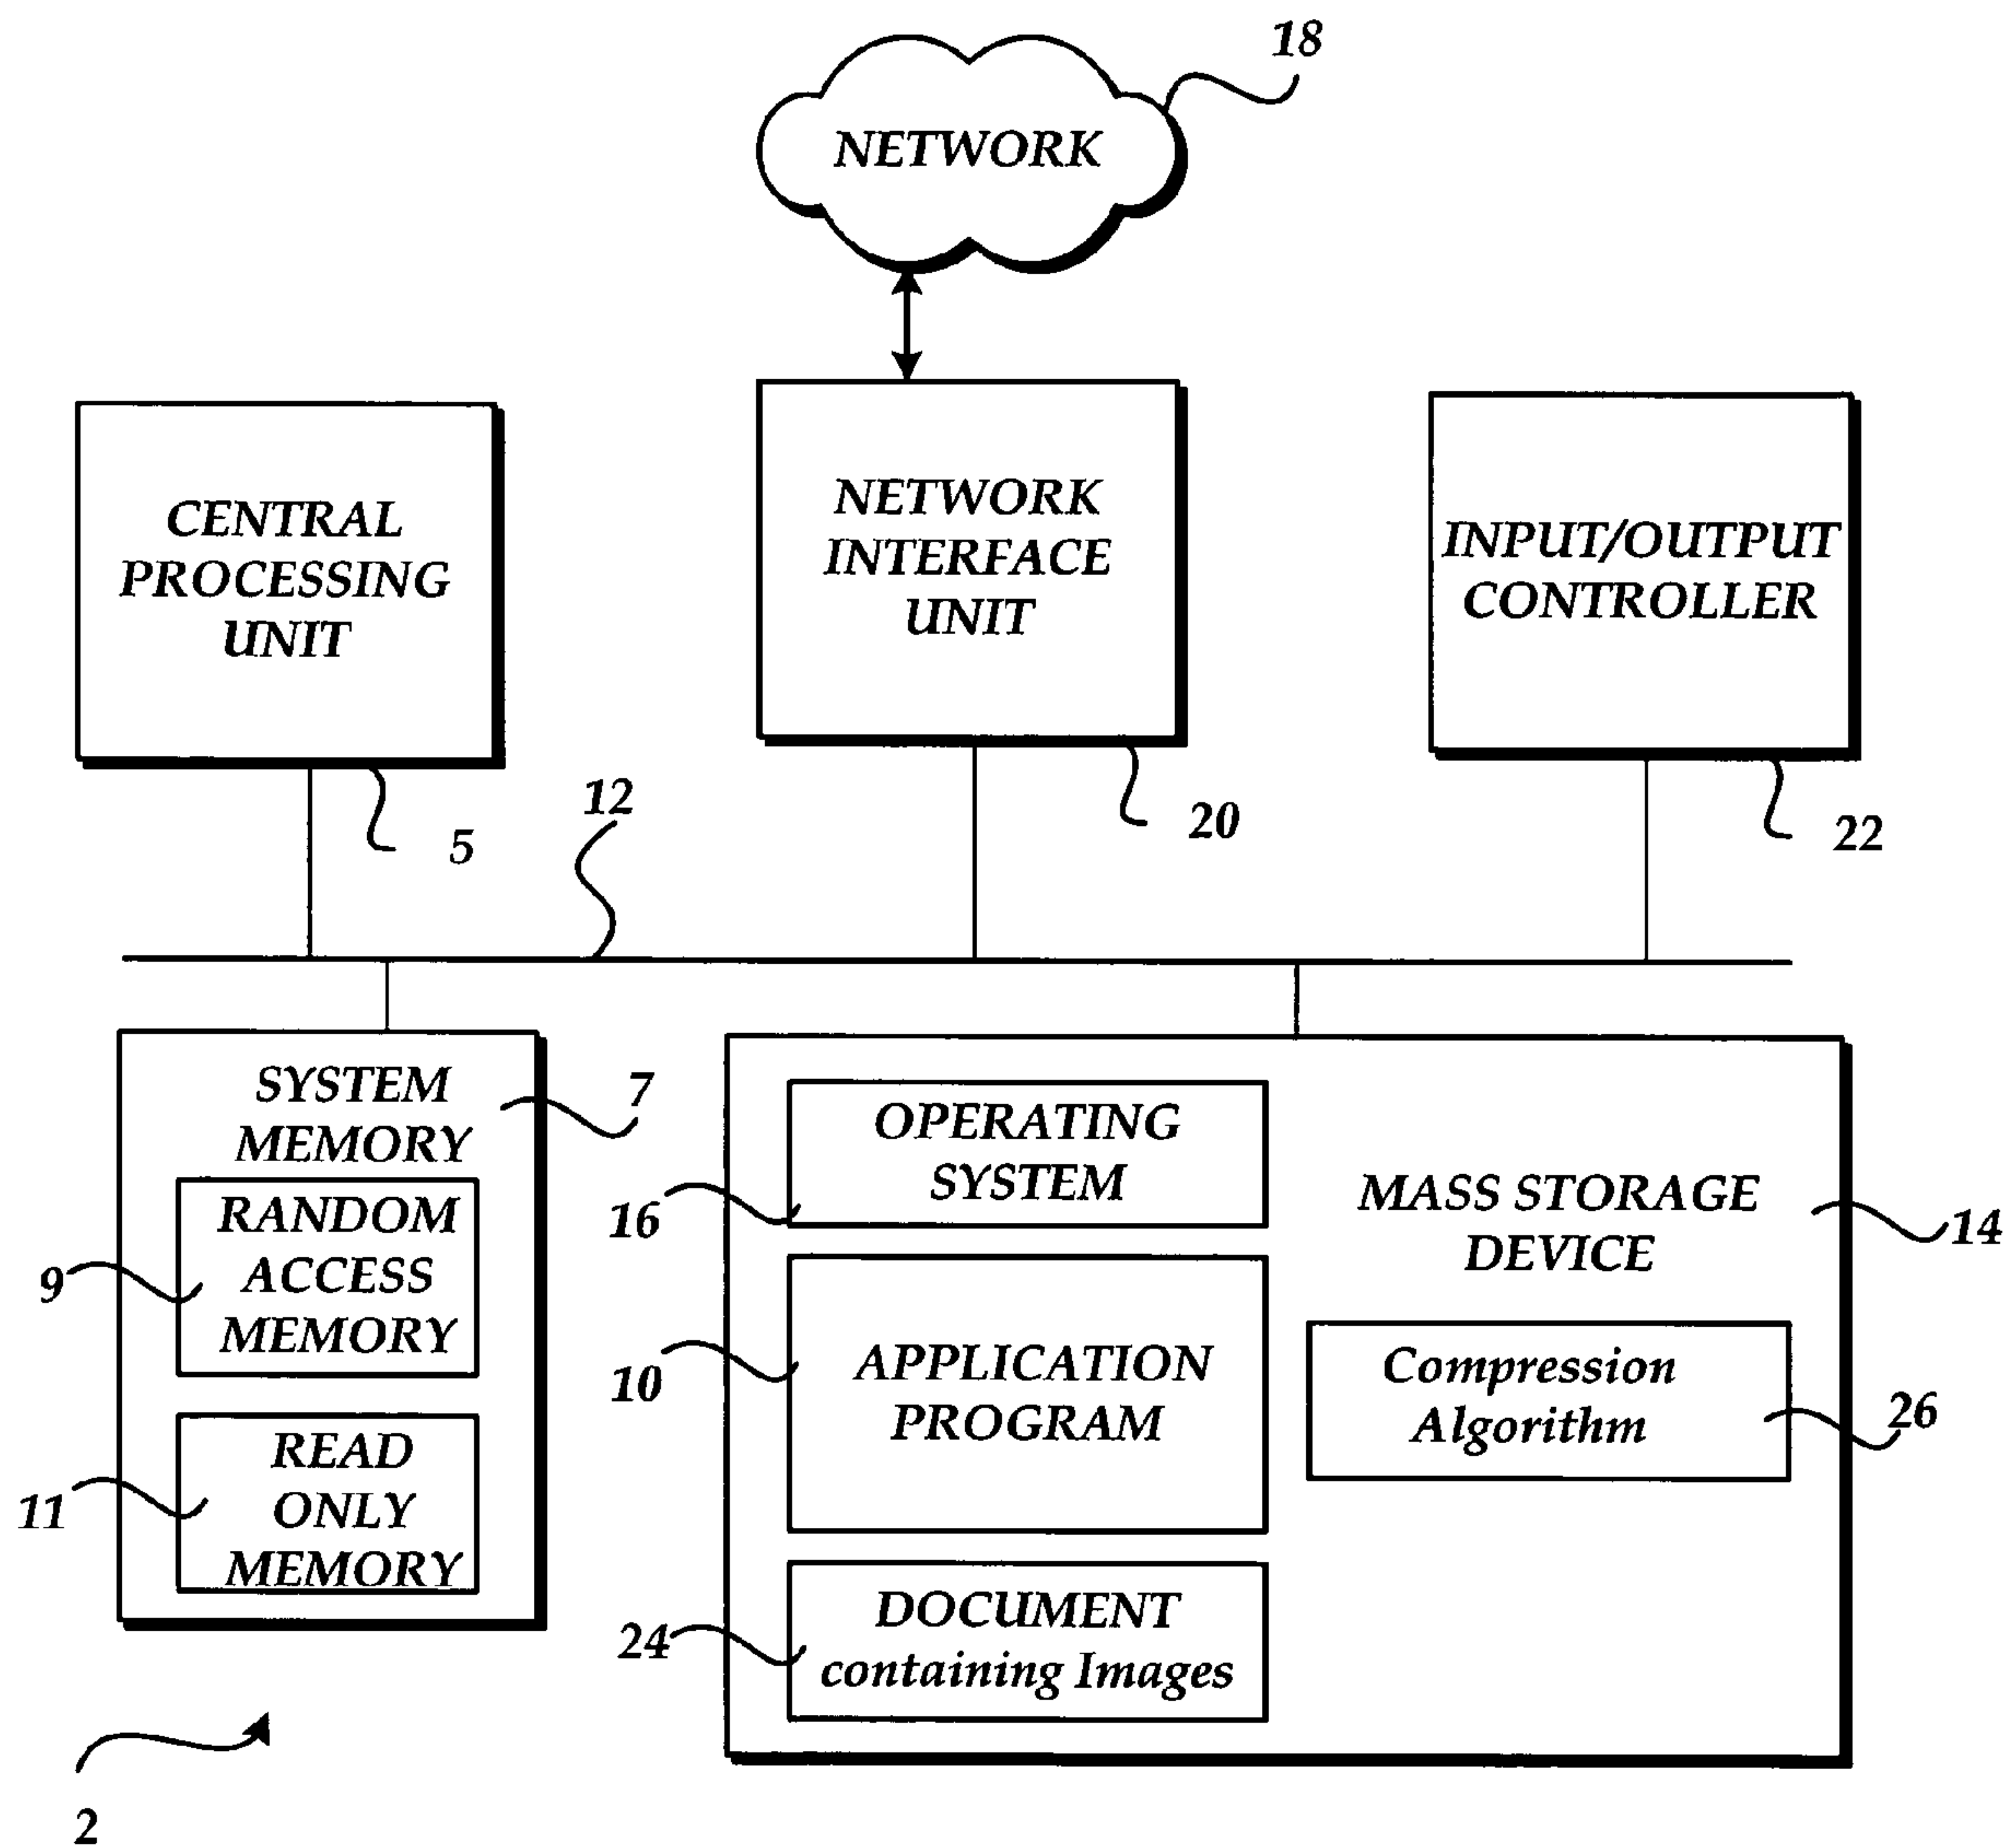 18
NETWORK
CENTRAL
PROCESSING
UNIT
NETWORK
INTERFACE
UNIT
INPUT/OUTPUT
CONTROLLER
5
12
20
22
SYSTEM
MEMORY
7
RANDOM
ACCESS
MEMORY
9
READ
ONLY
MEMORY
11
OPERATING
SYSTEM
16
MASS STORAGE
DEVICE
14
APPLICATION
PROGRAM
10
Compression
Algorithm
26
DOCUMENT
containing Images
24
2